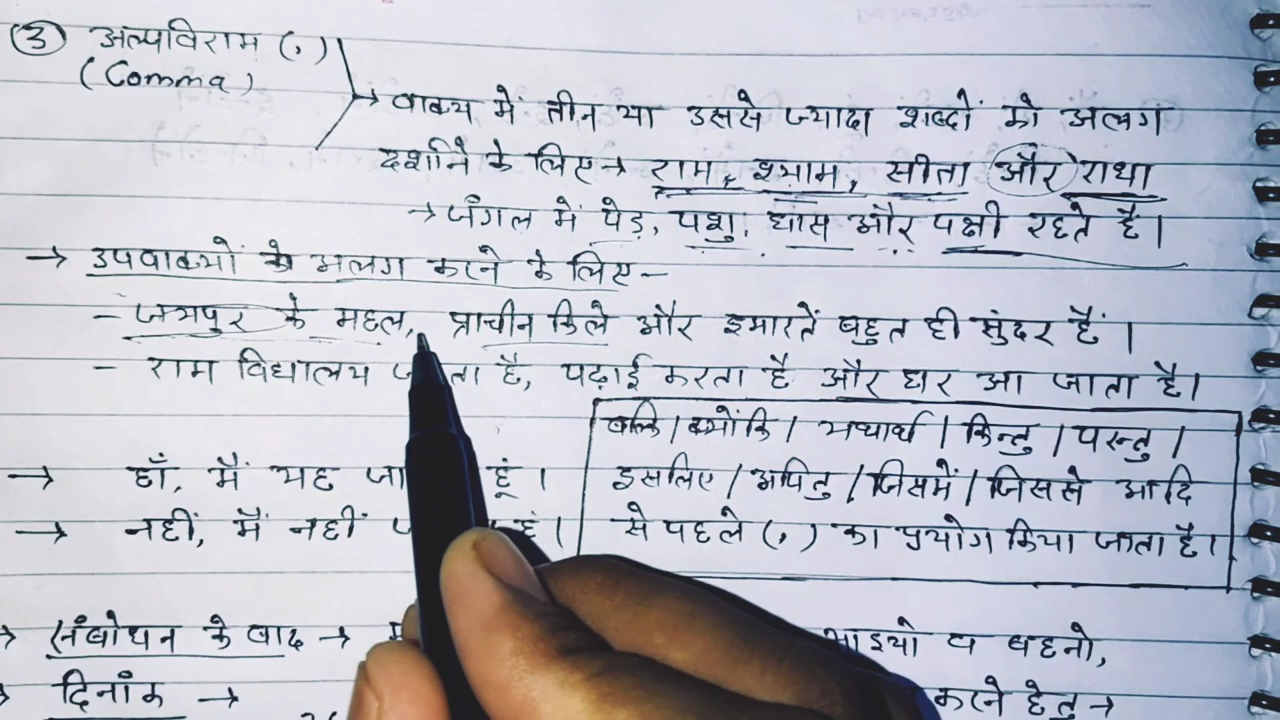 ③ अल्पविराम (,)
(Comma)
→ वाक्य में तीन या उससे ज्यादा शब्दों को अलग
दर्शाने के लिए → राम, श्याम, सीता और राधा
→ जंगल में पेड़, पशु, घास और पक्षी रहते है।
→ उपवाक्यों को अलग करने के लिए –
– जयपुर के महल, प्राचीन किले और इमारतें बहुत ही सुंदर हैं।
– राम विद्यालय है, पढ़ाई करता है और घर आ जाता है।
बल्कि / क्योंकि / यथार्थ / किन्तु / परन्तु /
इसलिए / अपितु / जिसमें / जिससे आदि
से पहले (,) का प्रयोग किया जाता है।
→ हाँ, मैं यह हूं।
→ नहीं, मैं नहीं
→ संबोधन के बाद → भाइयो व बहनो,
→ दिनांक → करने हेतु →